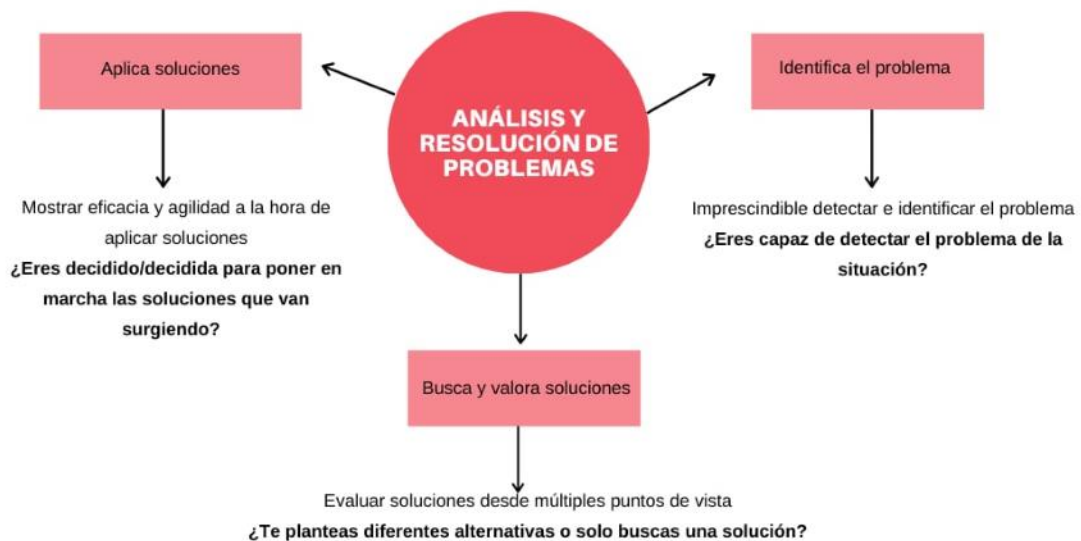 Aplica soluciones
Mostrar eficacia y agilidad a la hora de
aplicar soluciones
¿Eres decidido/decidida para poner en
marcha las soluciones que van
surgiendo?
ANÁLISIS Y
RESOLUCIÓN DE
PROBLEMAS
Identifica el problema
Imprescindible detectar e identificar el problema
¿Eres capaz de detectar el problema de la
situación?
Busca y valora soluciones
Evaluar soluciones desde múltiples puntos de vista
¿Te planteas diferentes alternativas o solo buscas una solución?